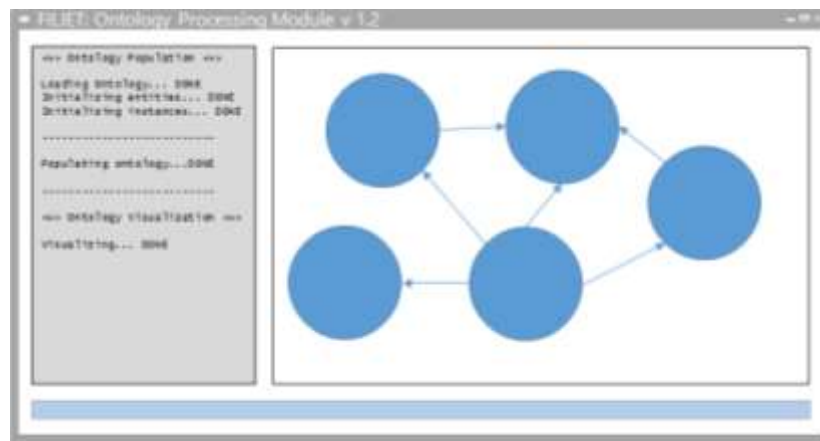 FILIET: Ontology Processing Module v 1.2
==> Ontology Population <==
Loading Ontology... DONE
Initializing entities... DONE
Initializing instances... DONE
--------------------------
Populating ontology...DONE
--------------------------
==> Ontology Visualization <==
Visualizing... DONE